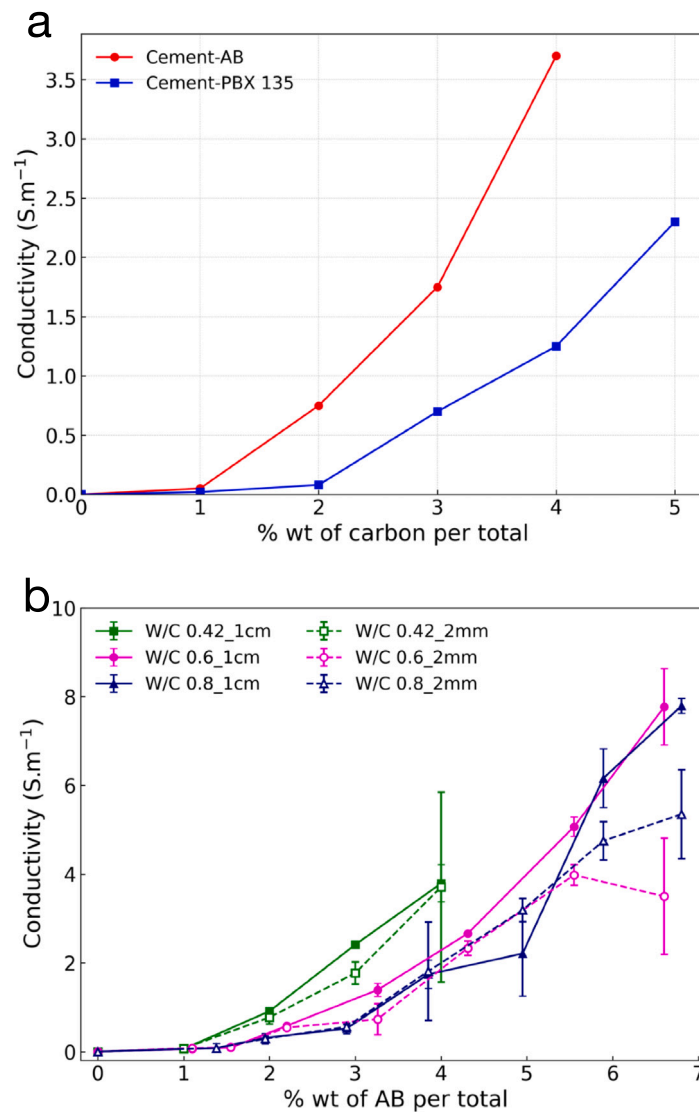 a
Cement-AB
Cement-PBX 135
3.5
3.0
2.5
2.0
1.5
1.0
0.5
0.0
Conductivity (S.m⁻¹)
0 1 2 3 4 5
% wt of carbon per total
b
W/C 0.42_1cm W/C 0.42_2mm
W/C 0.6_1cm W/C 0.6_2mm
W/C 0.8_1cm W/C 0.8_2mm
10
8
6
4
2
0
Conductivity (S.m⁻¹)
0 1 2 3 4 5 6 7
% wt of AB per total